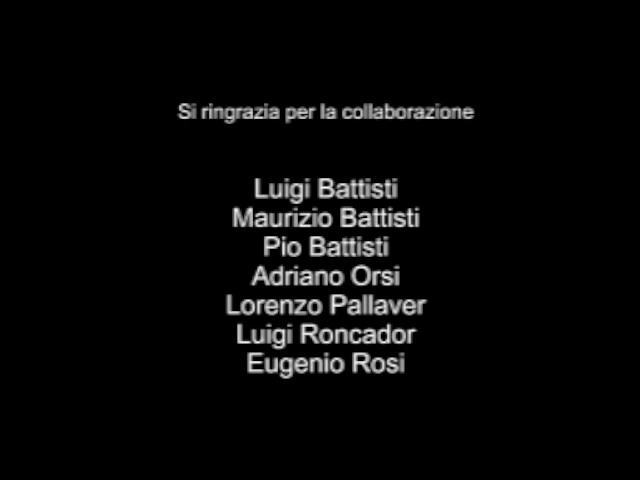 Si ringrazia per la collaborazione
Luigi Battisti
Maurizio Battisti
Pio Battisti
Adriano Orsi
Lorenzo Pallaver
Luigi Roncador
Eugenio Rosi